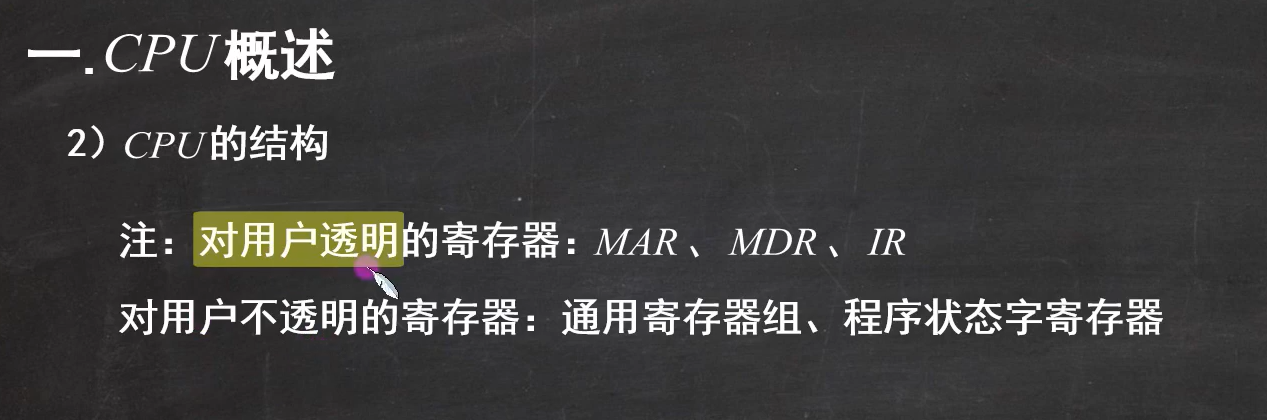 一.CPU概述
2）CPU的结构
注：对用户透明的寄存器：MAR、MDR、IR
对用户不透明的寄存器：通用寄存器组、程序状态字寄存器